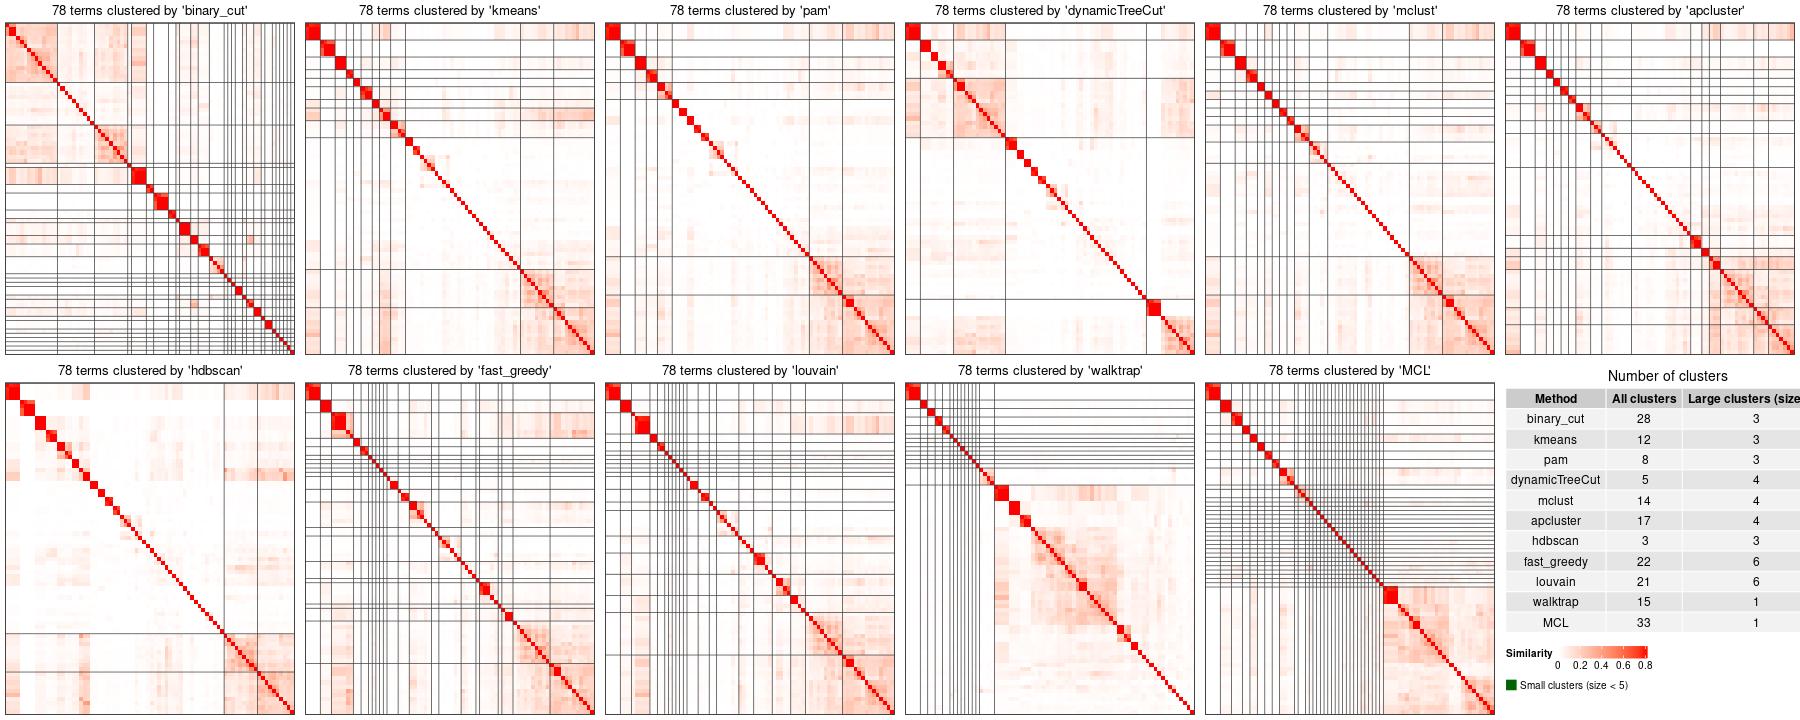 78 terms clustered by 'binary_cut'
78 terms clustered by 'kmeans'
78 terms clustered by 'pam'
78 terms clustered by 'dynamicTreeCut'
78 terms clustered by 'mclust'
78 terms clustered by 'apcluster'
78 terms clustered by 'hdbscan'
78 terms clustered by 'fast_greedy'
78 terms clustered by 'louvain'
78 terms clustered by 'walktrap'
78 terms clustered by 'MCL'
Number of clusters
Method All clusters Large clusters (size
binary_cut 28 3
kmeans 12 3
pam 8 3
dynamicTreeCut 5 4
mclust 14 4
apcluster 17 4
hdbscan 3 3
fast_greedy 22 6
louvain 21 6
walktrap 15 1
MCL 33 1
Similarity
0 0.2 0.4 0.6 0.8
Small clusters (size < 5)